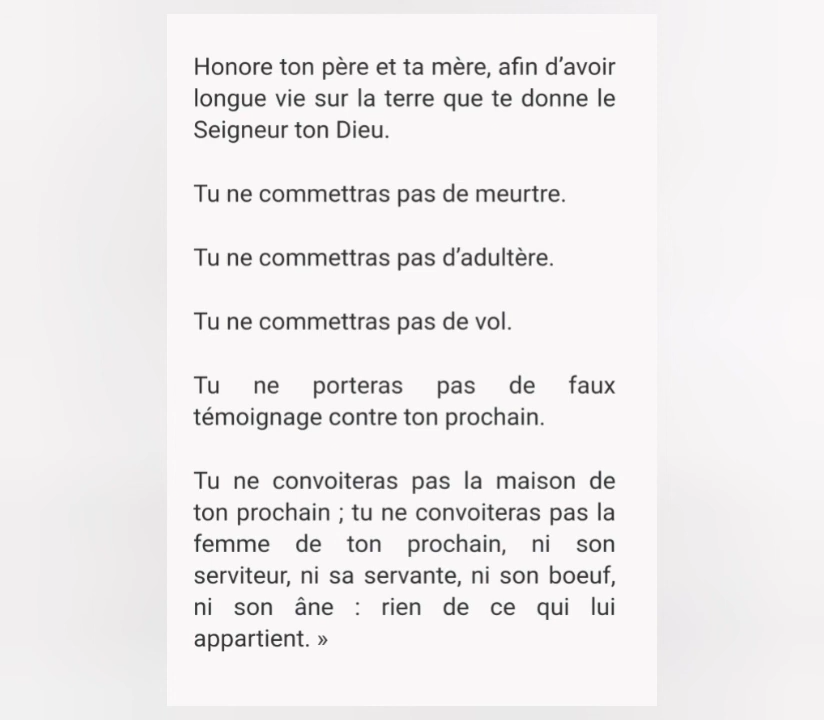 Honore ton père et ta mère, afin d’avoir
longue vie sur la terre que te donne le
Seigneur ton Dieu.
Tu ne commettras pas de meurtre.
Tu ne commettras pas d’adultère.
Tu ne commettras pas de vol.
Tu ne porteras pas de faux
témoignage contre ton prochain.
Tu ne convoiteras pas la maison de
ton prochain ; tu ne convoiteras pas la
femme de ton prochain, ni son
serviteur, ni sa servante, ni son boeuf,
ni son âne : rien de ce qui lui
appartient. »